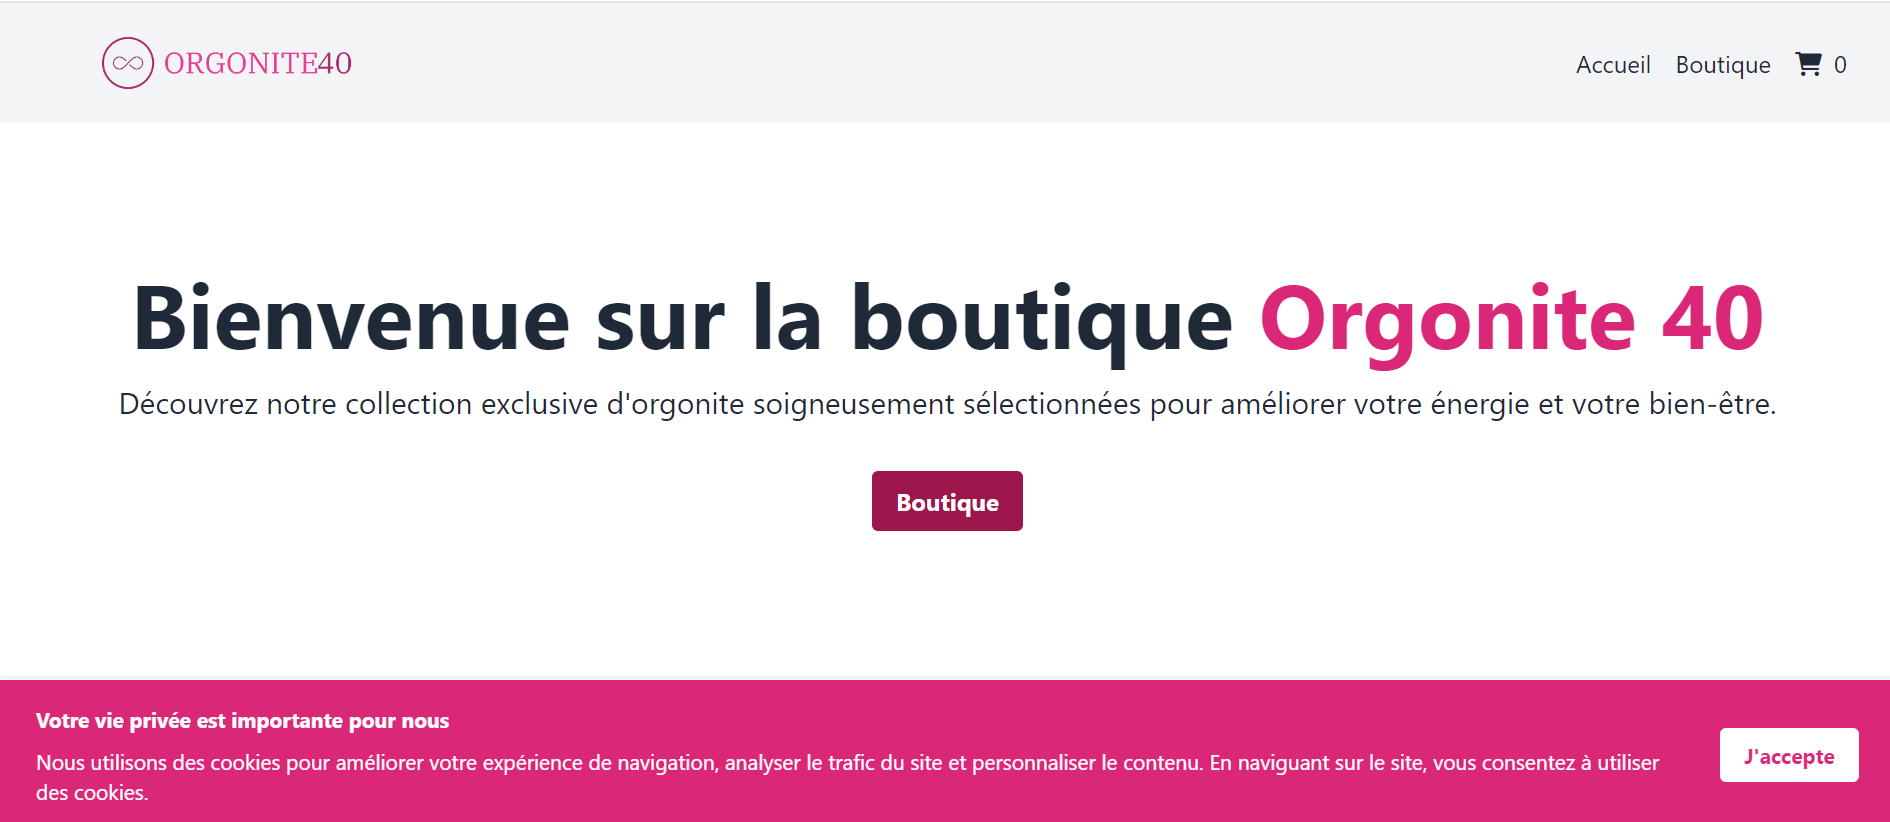 ORGONITE40
Accueil Boutique 0
Bienvenue sur la boutique Orgonite 40
Découvrez notre collection exclusive d'orgonite soigneusement sélectionnées pour améliorer votre énergie et votre bien-être.
Boutique
Votre vie privée est importante pour nous
Nous utilisons des cookies pour améliorer votre expérience de navigation, analyser le trafic du site et personnaliser le contenu. En naviguant sur le site, vous consentez à utiliser
des cookies.
J'accepte